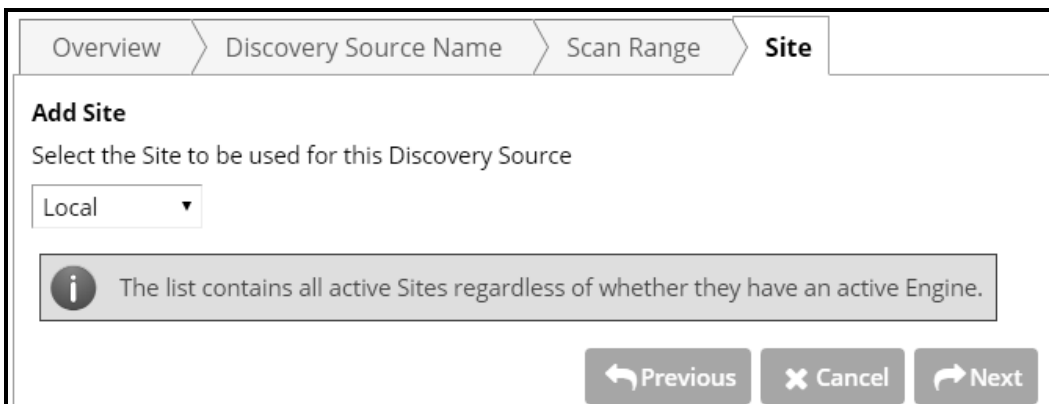 Overview Discovery Source Name Scan Range Site
Add Site
Select the Site to be used for this Discovery Source
Local
The list contains all active Sites regardless of whether they have an active Engine.
Previous Cancel Next